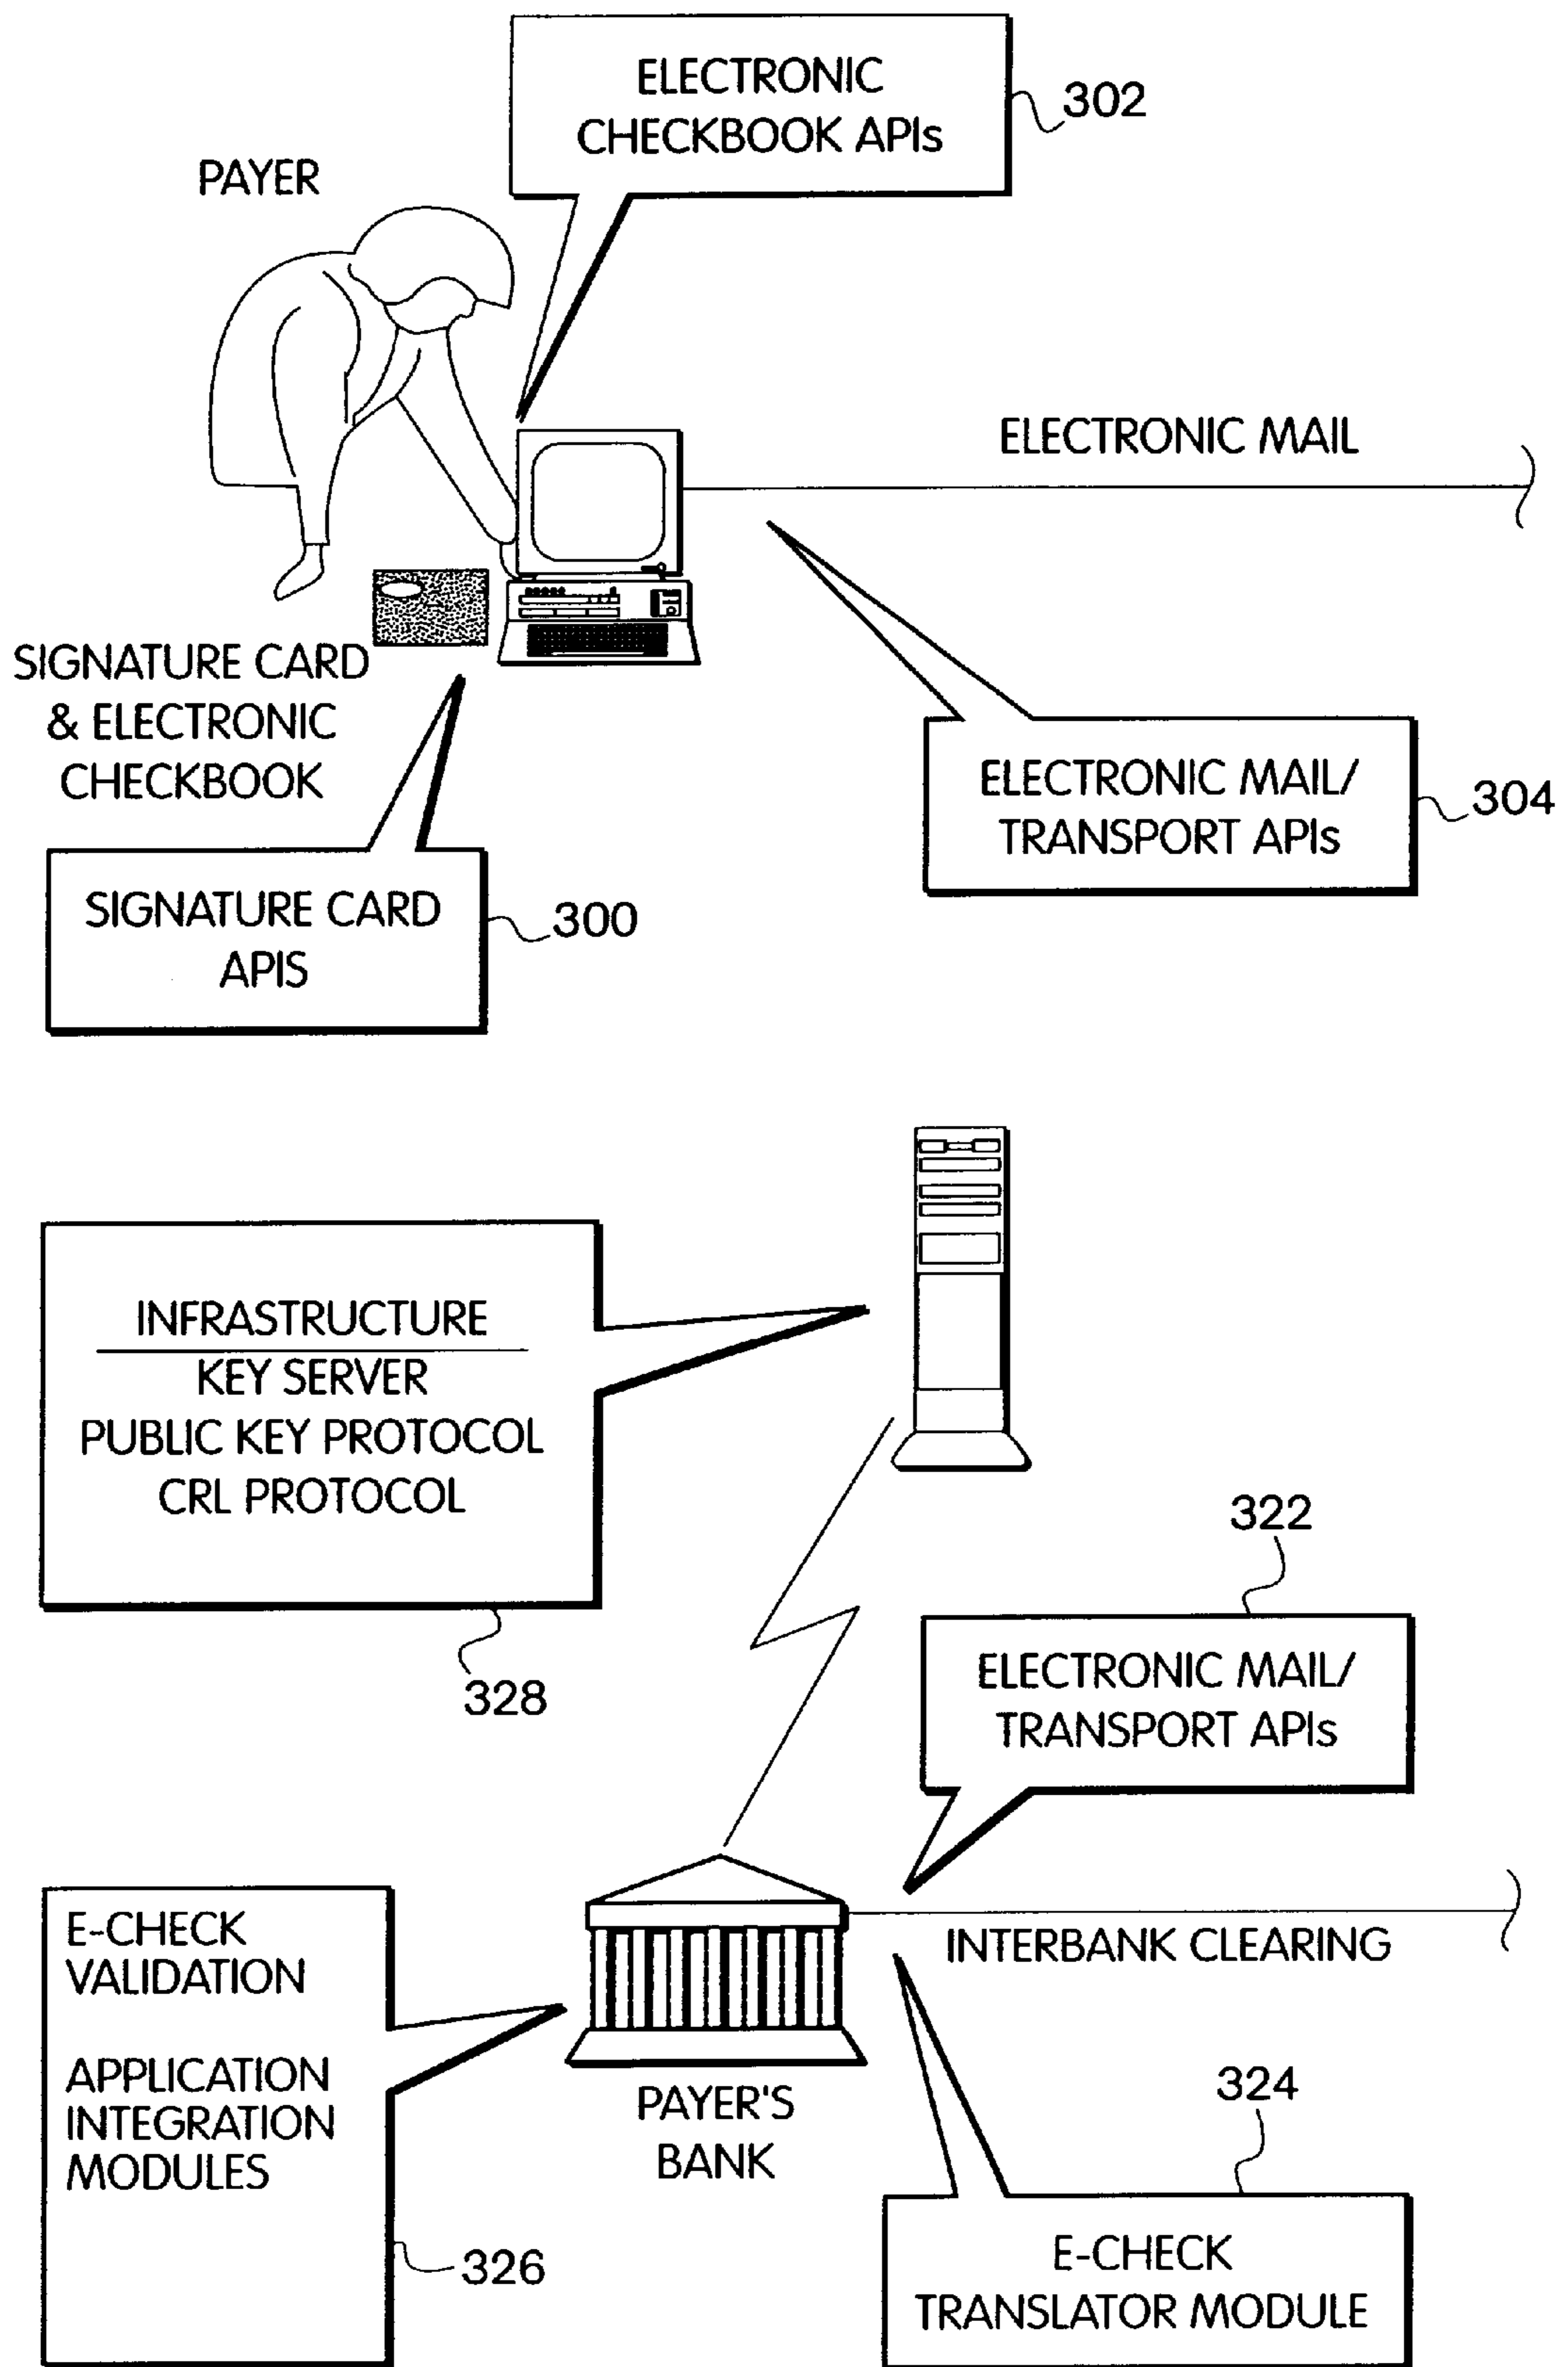 ELECTRONIC
CHECKBOOK APIs
302
PAYER
ELECTRONIC MAIL
SIGNATURE CARD
& ELECTRONIC
CHECKBOOK
ELECTRONIC MAIL/
TRANSPORT APIs
304
SIGNATURE CARD
APIS
300
INFRASTRUCTURE
KEY SERVER
PUBLIC KEY PROTOCOL
CRL PROTOCOL
328
322
ELECTRONIC MAIL/
TRANSPORT APIs
E-CHECK
VALIDATION
APPLICATION
INTEGRATION
MODULES
326
INTERBANK CLEARING
PAYER'S
BANK
324
E-CHECK
TRANSLATOR MODULE